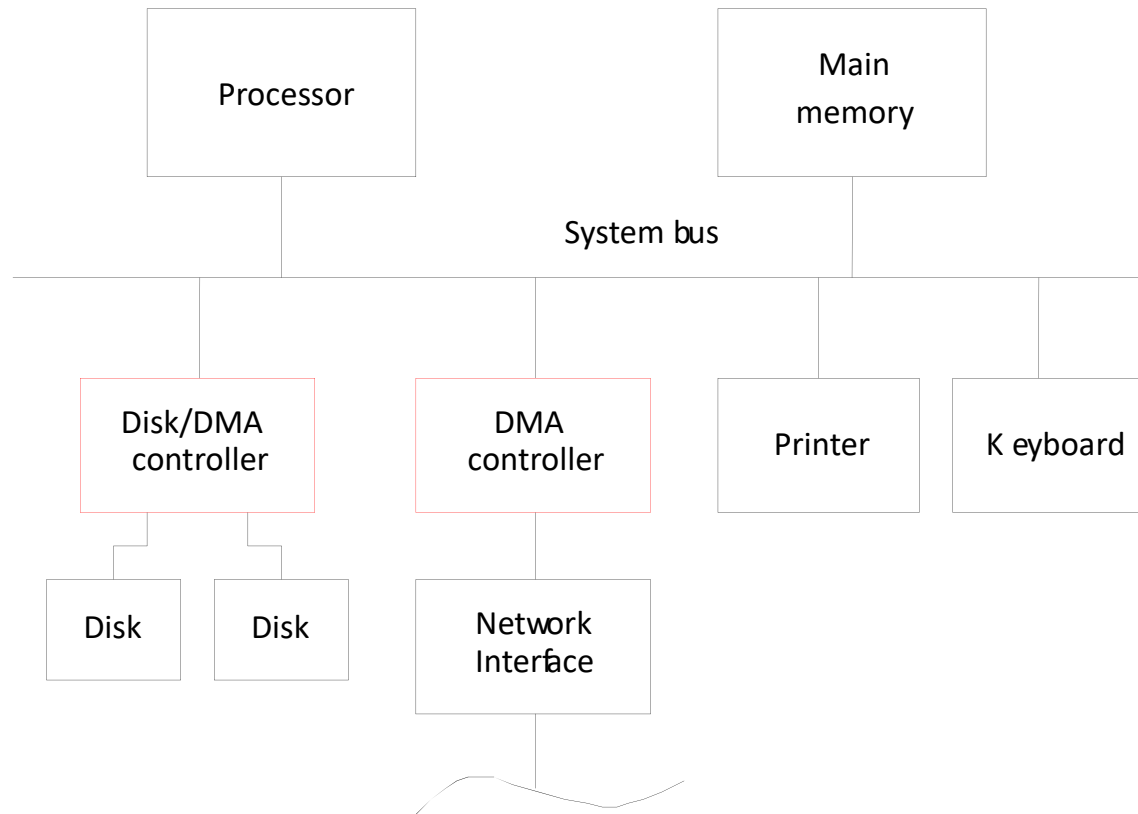 Processor
Main
memory
System bus
Disk/DMA
controller
DMA
controller
Printer
K eyboard
Disk
Disk
Network
Interface